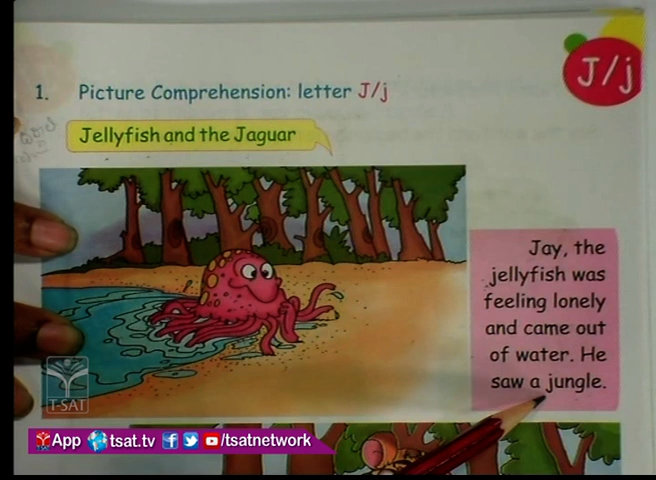 J/j
1. Picture Comprehension: letter J/j
Jellyfish and the Jaguar
Jay, the
jellyfish was
feeling lonely
and came out
of water. He
saw a jungle.
T-SAT
App tsat.tv /tsatnetwork